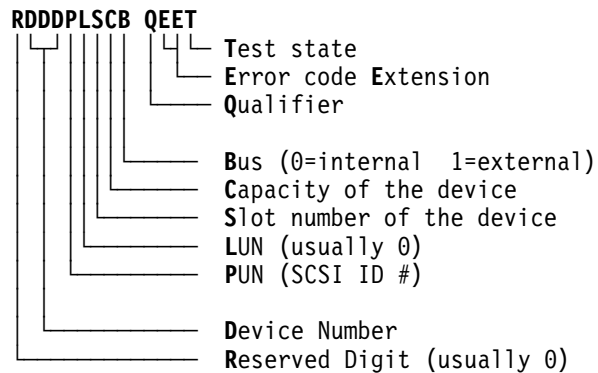 RDDDPLSCB QEET
Test state
Error code Extension
Qualifier
Bus (0=internal 1=external)
Capacity of the device
Slot number of the device
LUN (usually 0)
PUN (SCSI ID #)
Device Number
Reserved Digit (usually 0)